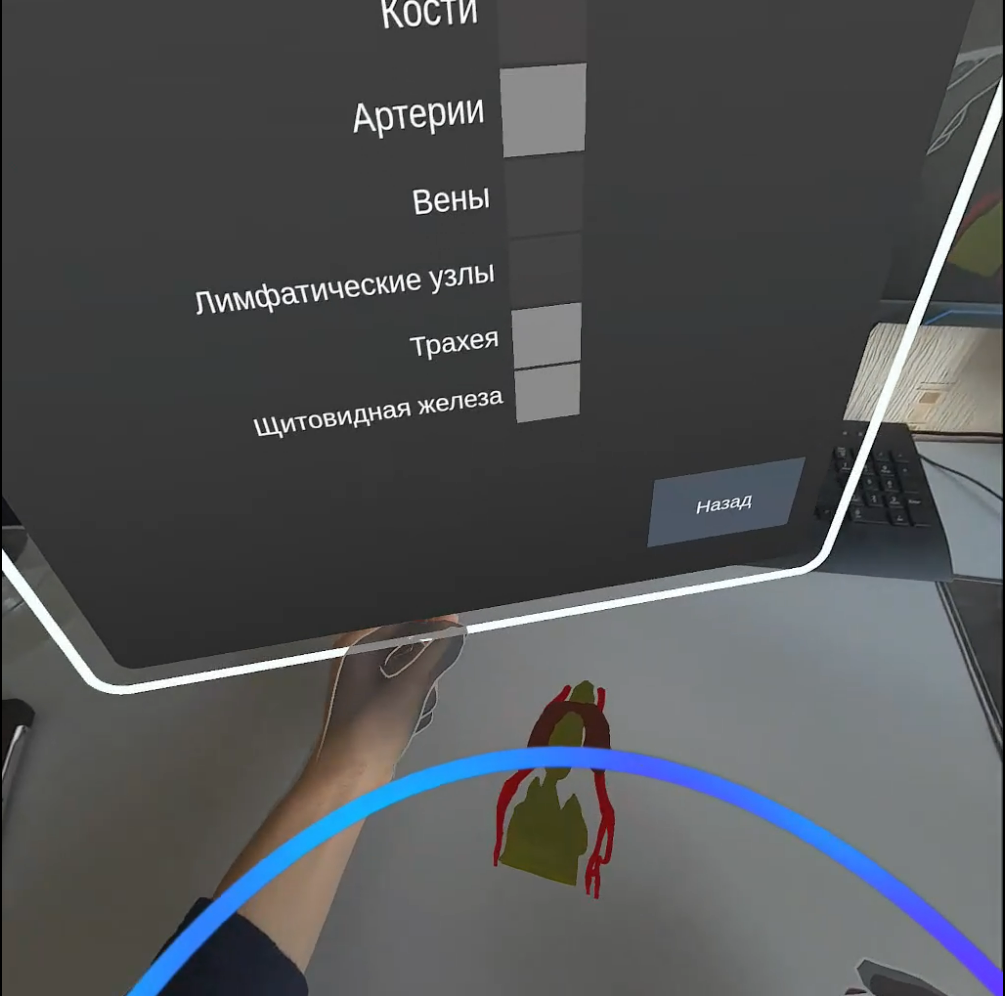 Кости
Артерии
Вены
Лимфатические узлы
Трахея
Щитовидная железа
Назад